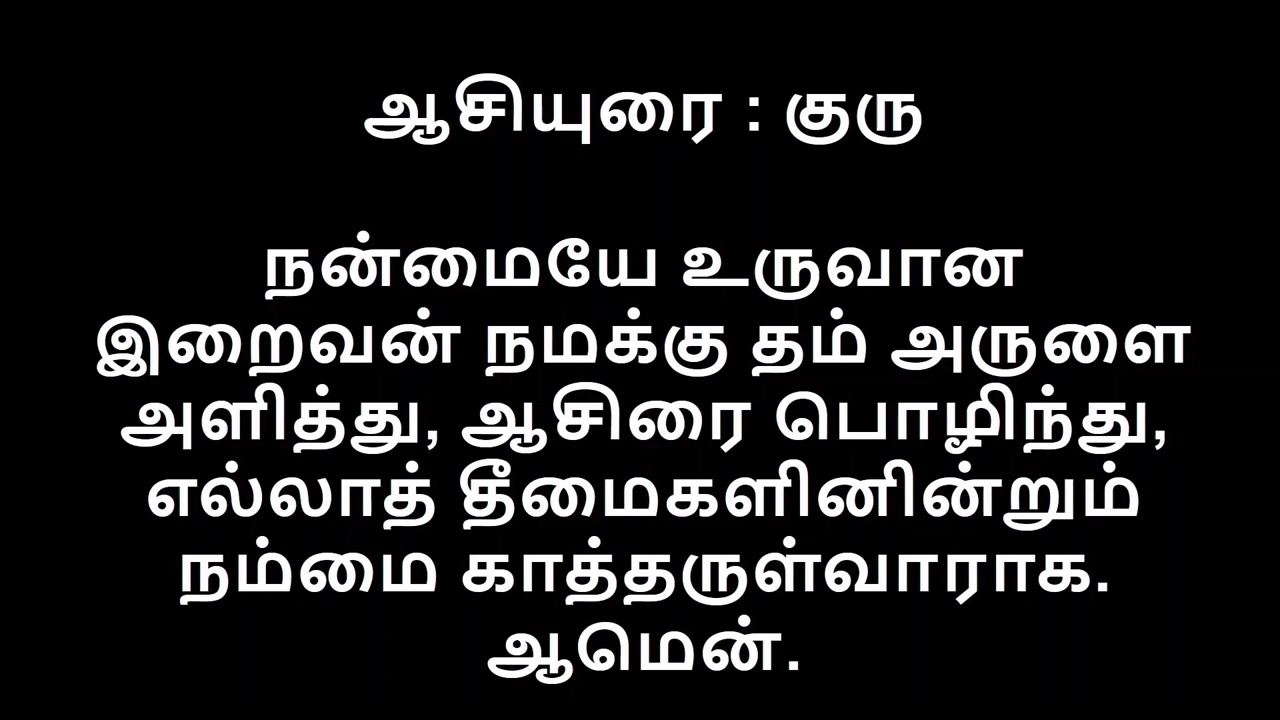 ஆசியுரை : குரு
நன்மையே உருவான
இறைவன் நமக்கு தம் அருளை
அளித்து, ஆசிரை பொழிந்து,
எல்லாத் தீமைகளினின்றும்
நம்மை காத்தருள்வாராக.
ஆமென்.